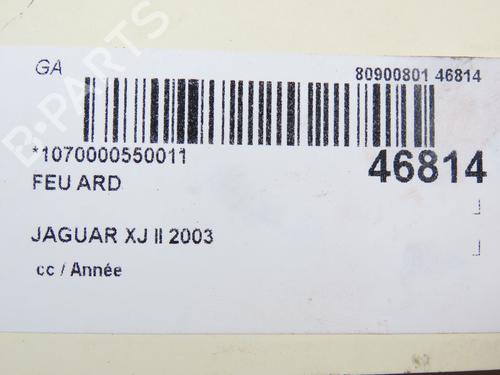 GA
80900801 46814
*1070000550011
46814
FEU ARD
JAGUAR XJ II 2003
cc / Année
B-PARTS